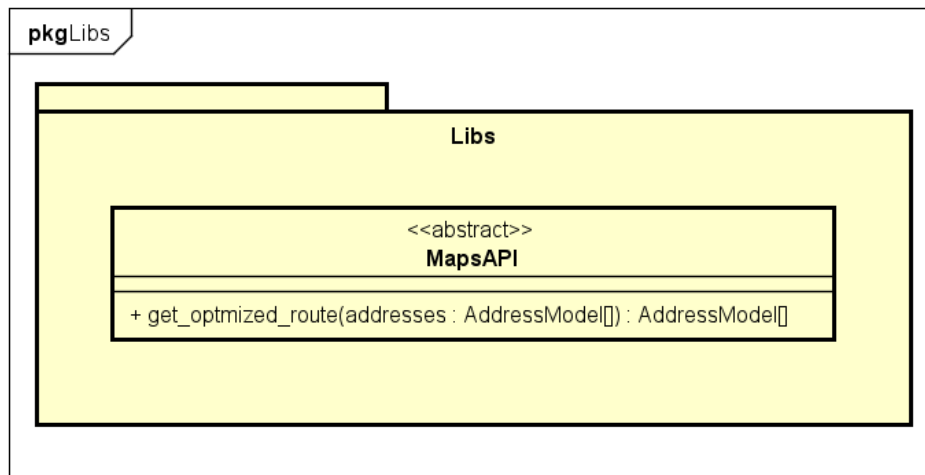 pkgLibs
Libs
<<abstract>>
MapsAPI
+ get_optmized_route(addresses : AddressModel[]) : AddressModel[]